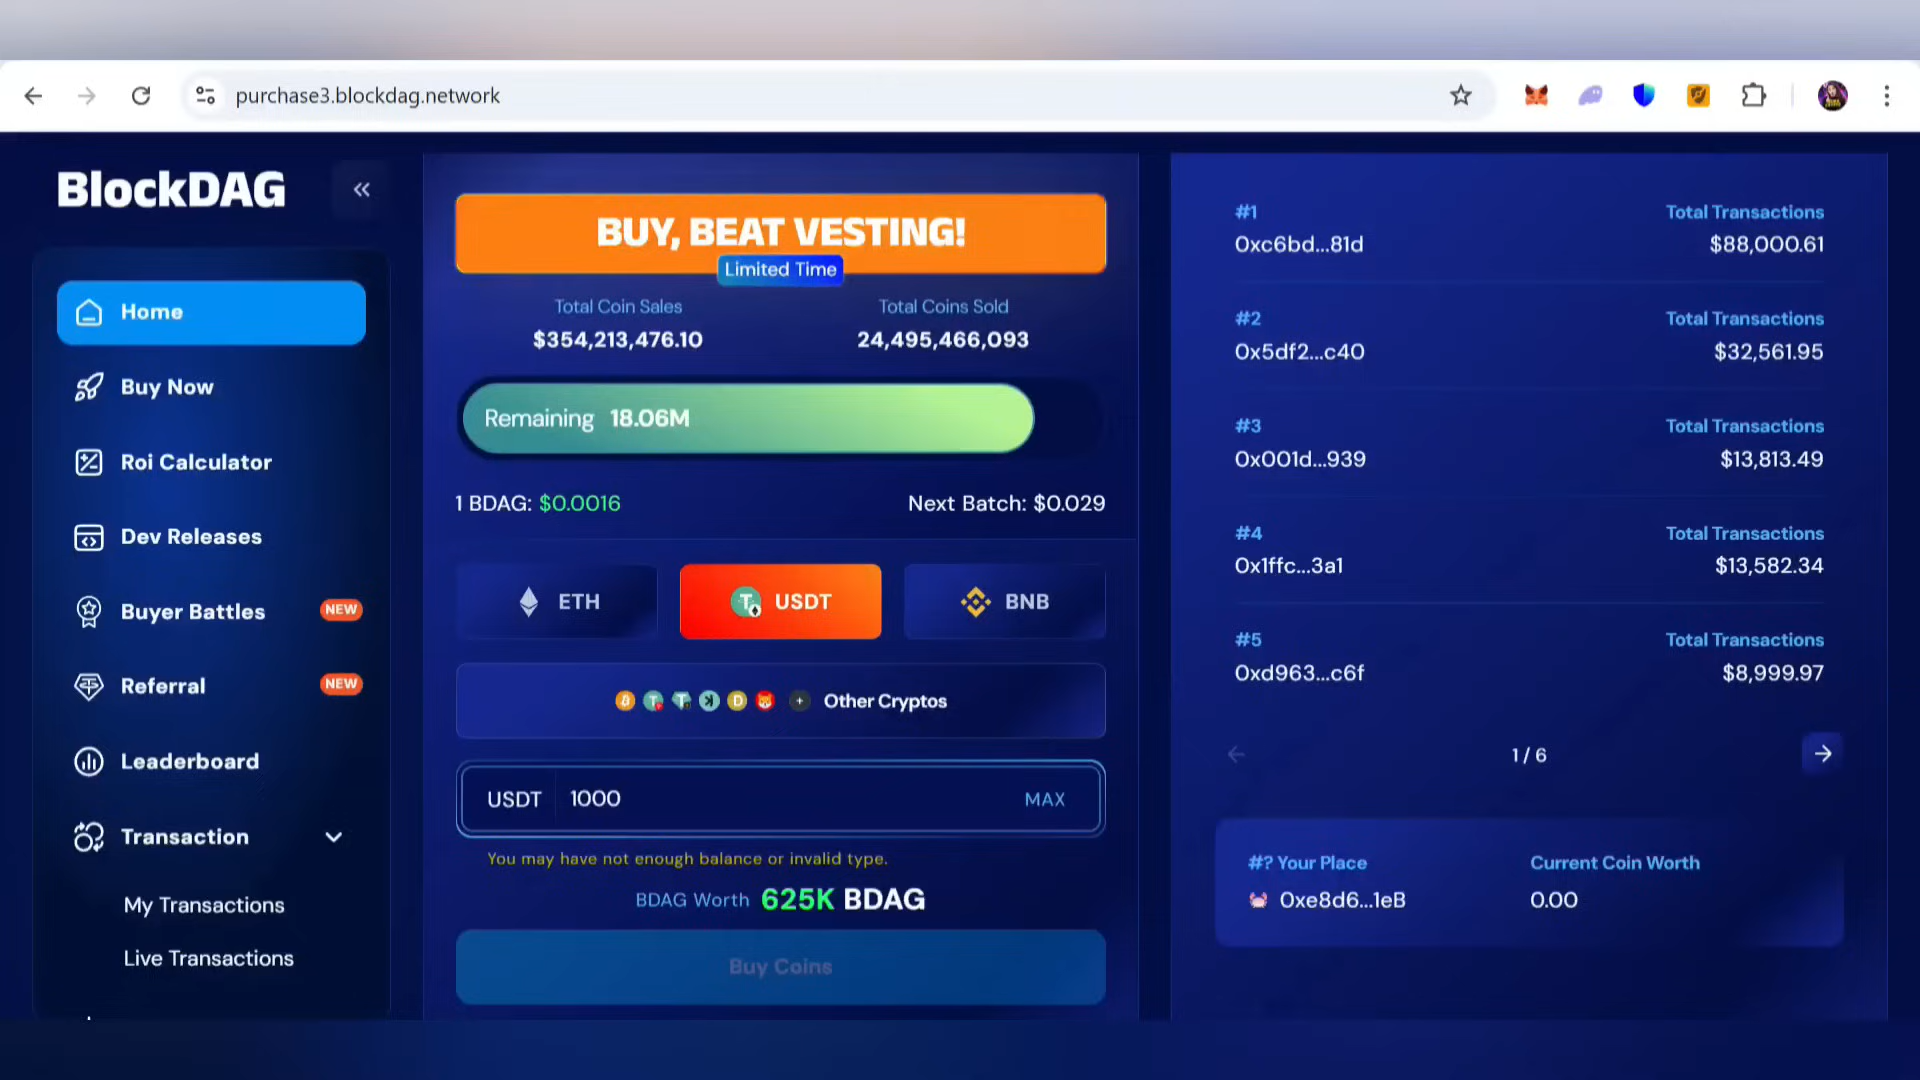 purchase3.blockdag.network
BlockDAG
Home
Buy Now
Roi Calculator
Dev Releases
Buyer Battles NEW
Referral NEW
Leaderboard
Transaction
My Transactions
Live Transactions
BUY, BEAT VESTING!
Limited Time
Total Coin Sales Total Coins Sold
$354,213,476.10 24,495,466,093
Remaining 18.06M
1 BDAG: $0.0016 Next Batch: $0.029
ETH USDT BNB
Other Cryptos
USDT 1000 MAX
You may have not enough balance or invalid type.
BDAG Worth 625K BDAG
Buy Coins
#1 Total Transactions
0xc6bd...81d $88,000.61
#2 Total Transactions
0x5df2...c40 $32,561.95
#3 Total Transactions
0x001d...939 $13,813.49
#4 Total Transactions
0x1ffc...3a1 $13,582.34
#5 Total Transactions
0xd963...c6f $8,999.97
1 / 6
#? Your Place Current Coin Worth
0xe8d6...1eB 0.00